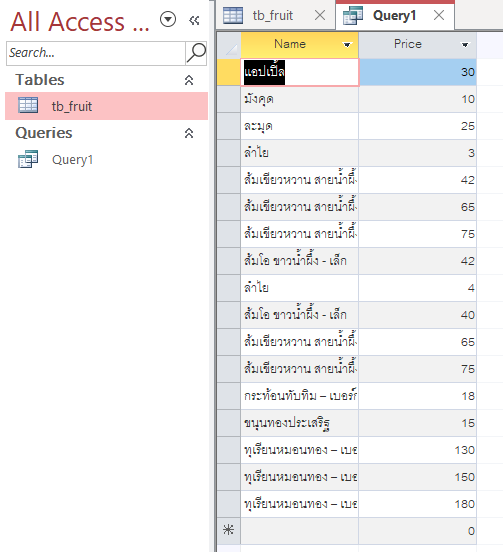 All Access ...
Search...
Tables
tb_fruit
Queries
Query1
tb_fruit Query1
Name Price
แอปเปิ้ล 30
มังคุด 10
ละมุด 25
ลำไย 3
ส้มเขียวหวาน สายน้ำผึ้ง 42
ส้มเขียวหวาน สายน้ำผึ้ง 65
ส้มเขียวหวาน สายน้ำผึ้ง 75
ส้มโอ ขาวน้ำผึ้ง - เล็ก 42
ลำไย 4
ส้มโอ ขาวน้ำผึ้ง - เล็ก 40
ส้มเขียวหวาน สายน้ำผึ้ง 65
ส้มเขียวหวาน สายน้ำผึ้ง 75
กระท้อนทับทิม – เบอร์ 18
ขนุนทองประเสริฐ 15
ทุเรียนหมอนทอง – เบอ 130
ทุเรียนหมอนทอง – เบอ 150
ทุเรียนหมอนทอง – เบอ 180
0